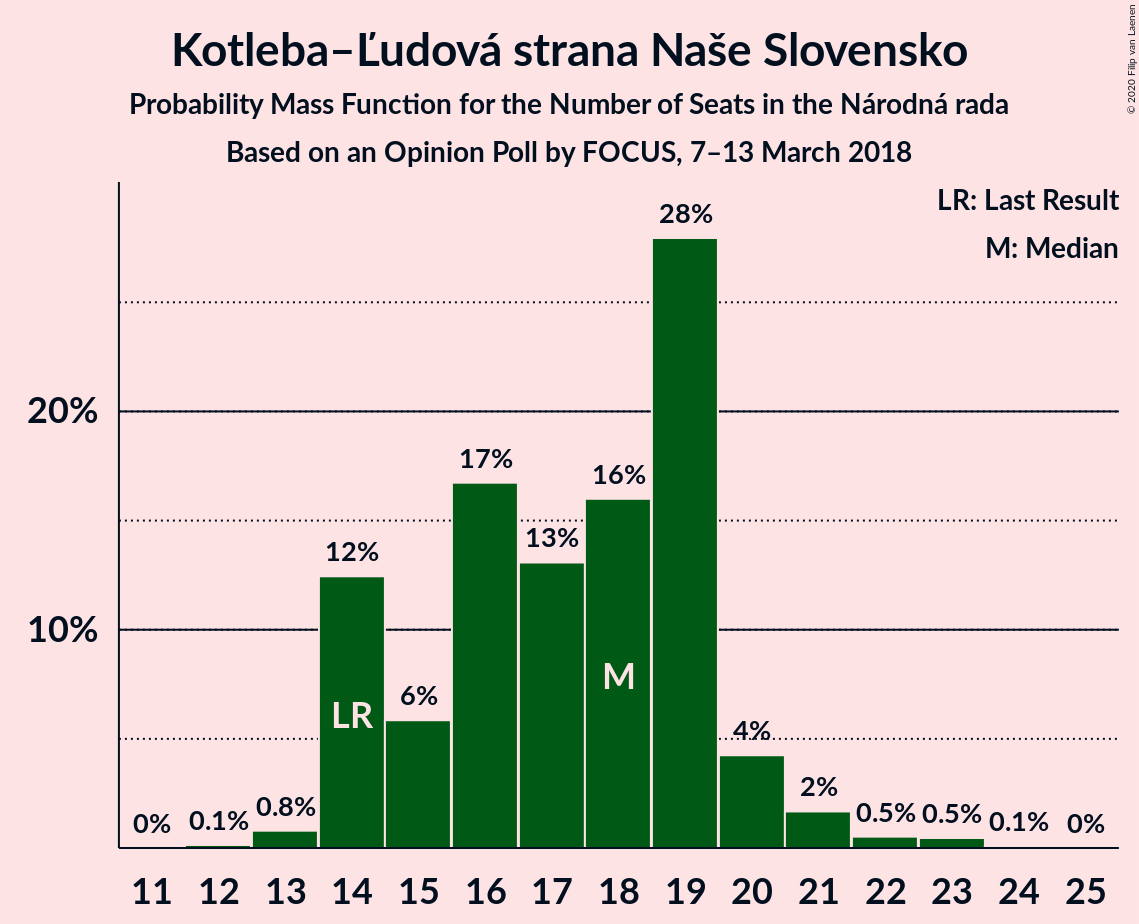 Kotleba–Ľudová strana Naše Slovensko
Probability Mass Function for the Number of Seats in the Národná rada
Based on an Opinion Poll by FOCUS, 7–13 March 2018
© 2020 Filip van Laenen
LR: Last Result
M: Median
28%
20%
17%
16%
13%
12%
10%
M
LR
6%
4%
2%
0%
0.1%
0.8%
0.5%
0.5%
0.1%
0%
11 12 13 14 15 16 17 18 19 20 21 22 23 24 25